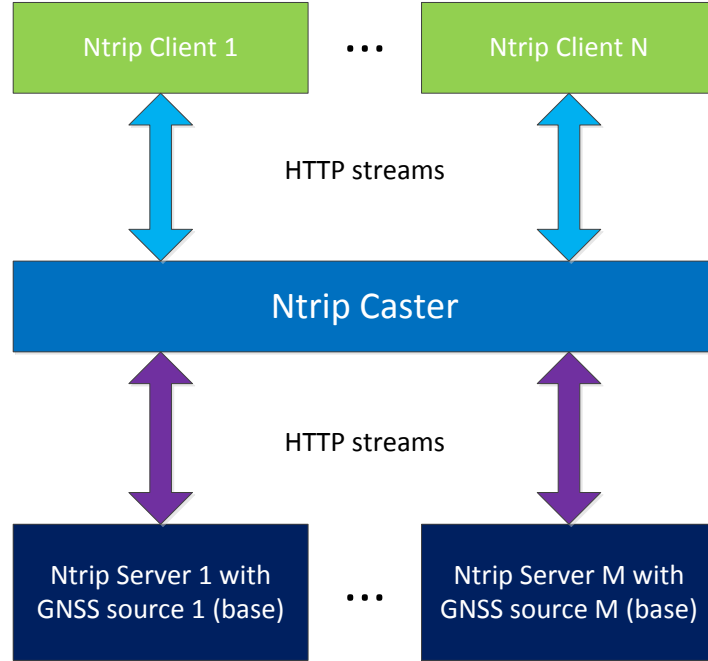 Ntrip Client 1
...
Ntrip Client N
HTTP streams
Ntrip Caster
HTTP streams
Ntrip Server 1 with
GNSS source 1 (base)
...
Ntrip Server M with
GNSS source M (base)